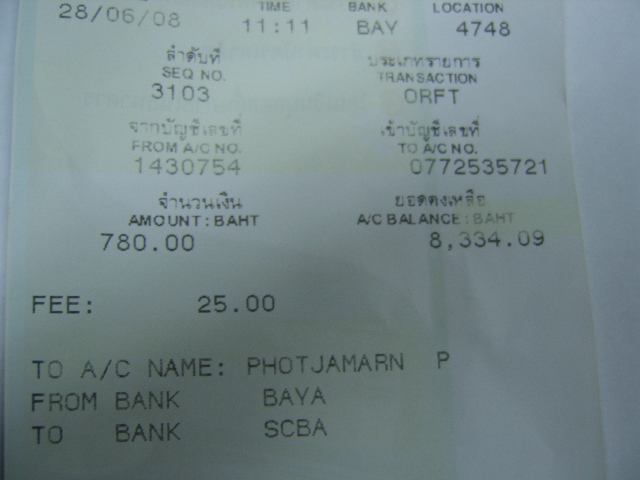 TIME BANK LOCATION
28/06/08 11:11 BAY 4748
ลำดับที่ ประเภทรายการ
SEQ NO. TRANSACTION
3103 ORFT
จากบัญชีเลขที่ เข้าบัญชีเลขที่
FROM A/C NO. TO A/C NO.
1430754 0772535721
จำนวนเงิน ยอดคงเหลือ
AMOUNT : BAHT A/C BALANCE : BAHT
780.00 8,334.09
FEE: 25.00
TO A/C NAME: PHOTJAMARN P
FROM BANK BAYA
TO BANK SCBA